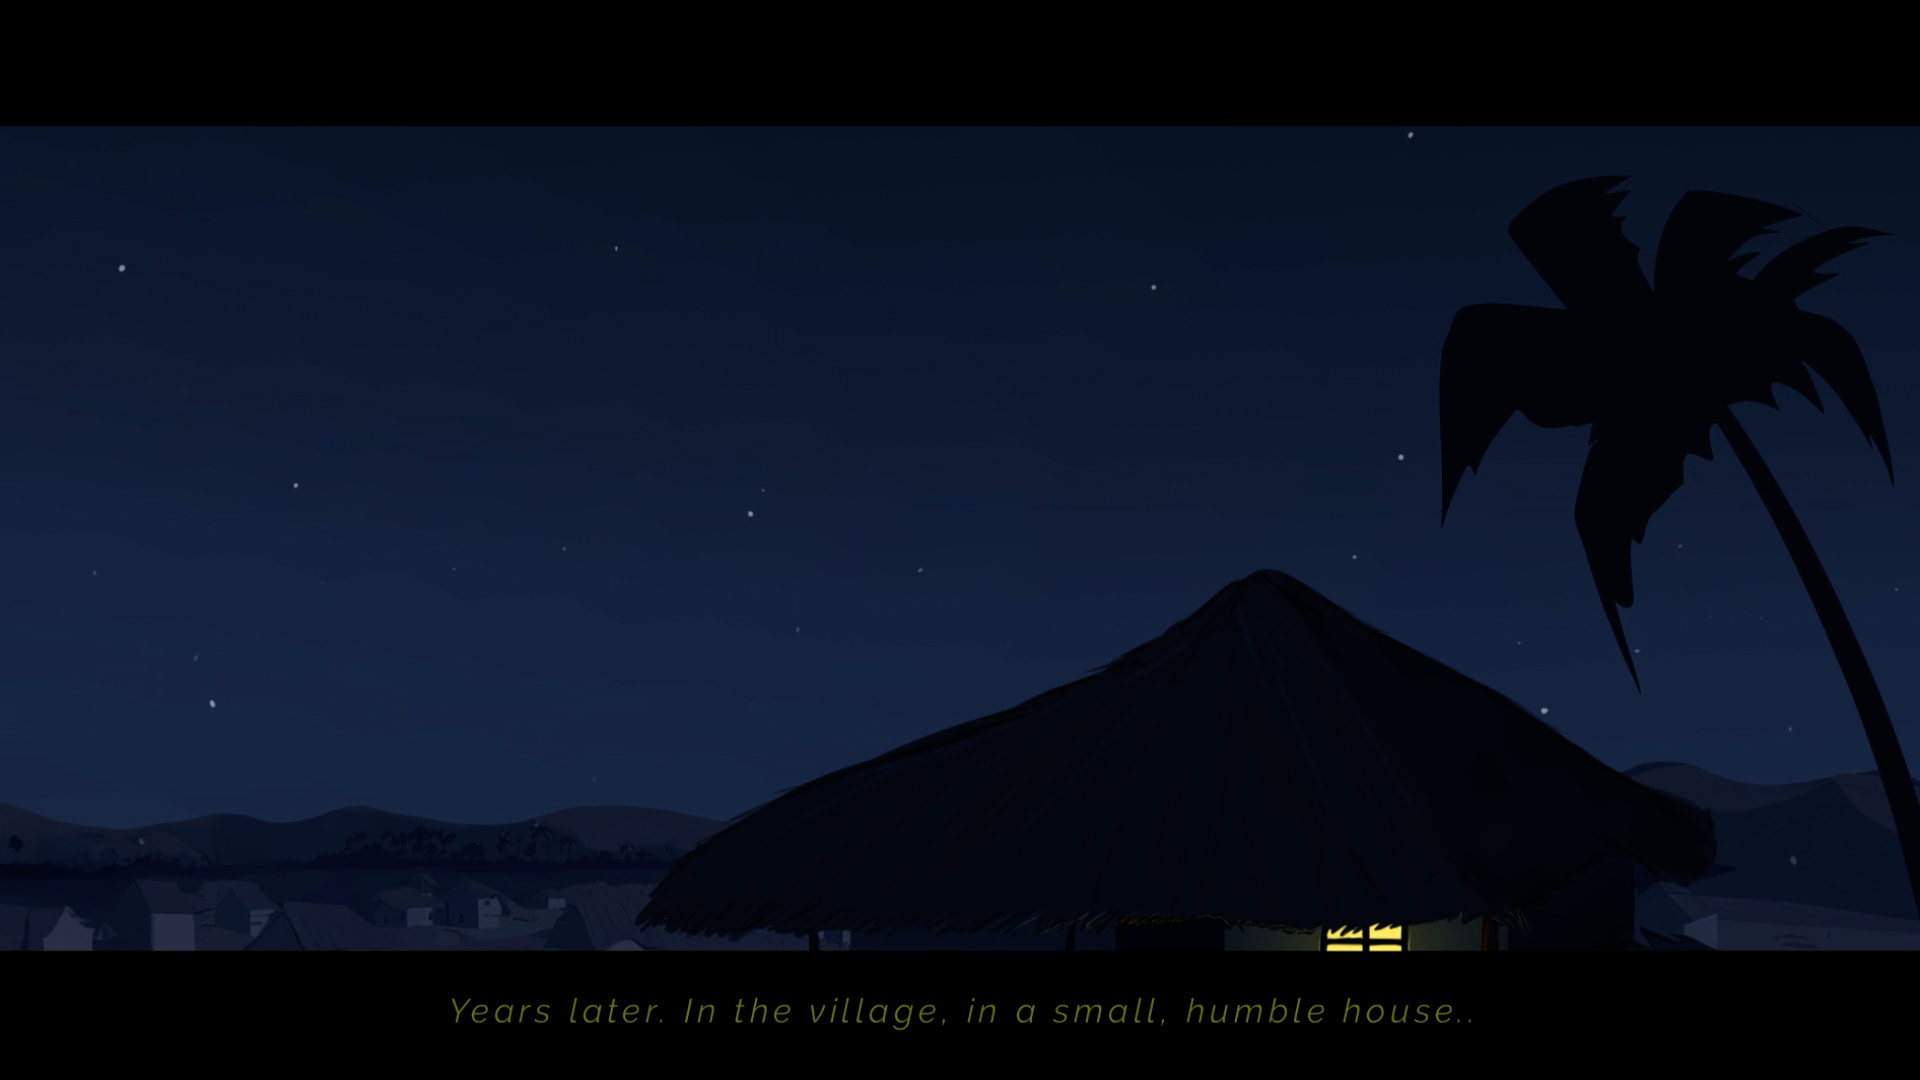 Years later. In the village, in a small, humble house..